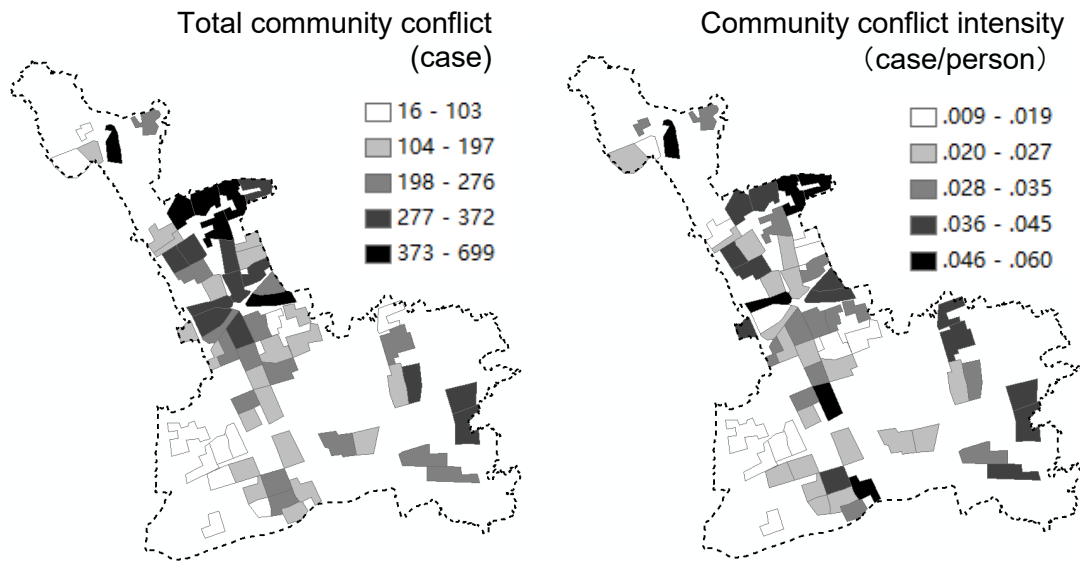 Total community conflict
(case)
16 - 103
104 - 197
198 - 276
277 - 372
373 - 699
Community conflict intensity
（case/person）
.009 - .019
.020 - .027
.028 - .035
.036 - .045
.046 - .060